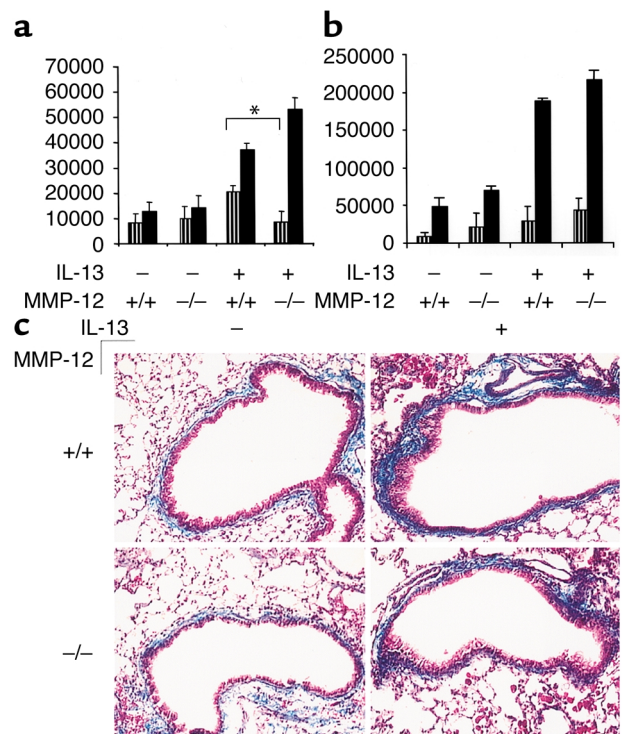 a
70000
60000
50000
40000
30000
20000
10000
0
*
IL-13 – – + +
MMP-12 +/+ –/– +/+ –/–
b
250000
200000
150000
100000
50000
0
IL-13 – – + +
MMP-12 +/+ –/– +/+ –/–
c
IL-13 – +
MMP-12
+/+
–/–